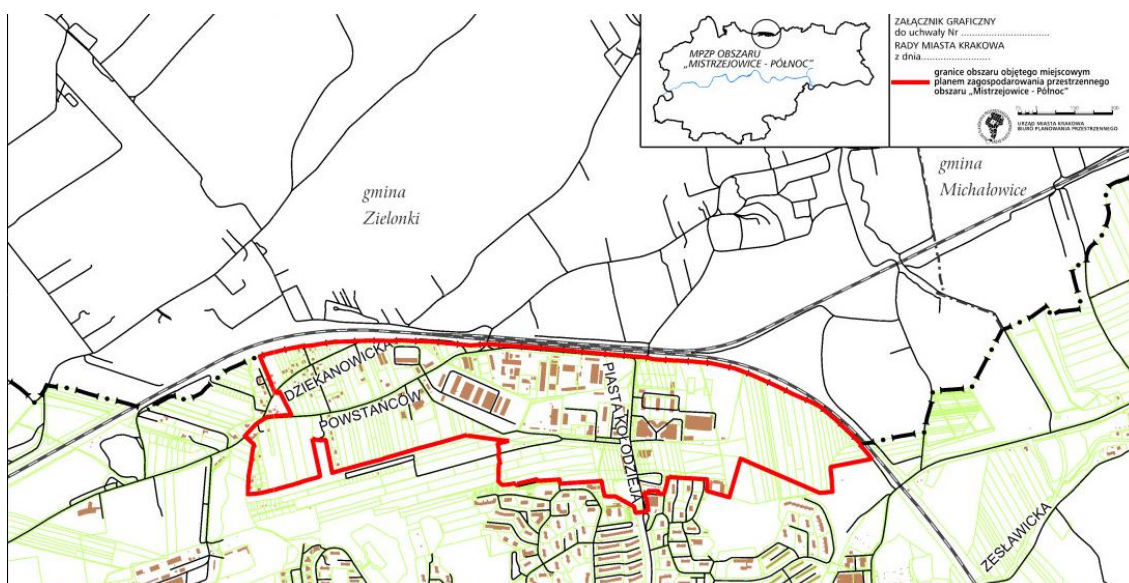 MPZP OBSZARU
„MISTRZEJOWICE - PÓŁNOC”
ZAŁĄCZNIK GRAFICZNY
do uchwały Nr ................................
RADY MIASTA KRAKOWA
z dnia.........................
granice obszaru objętego miejscowym
planem zagospodarowania przestrzennego
obszaru „Mistrzejowice - Północ”
URZĄD MIASTA KRAKOWA
BIURO PLANOWANIA PRZESTRZENNEGO
gmina
Zielonki
gmina
Michałowice
DZIEKANOWICKA
POWSTAŃCÓW
PIASTA KOŁODZIEJA
ZESŁAWICKA